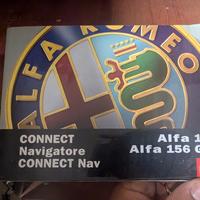 ALFA ROMEO
CONNECT
Navigatore
CONNECT Nav
Alfa 1
Alfa 156 G